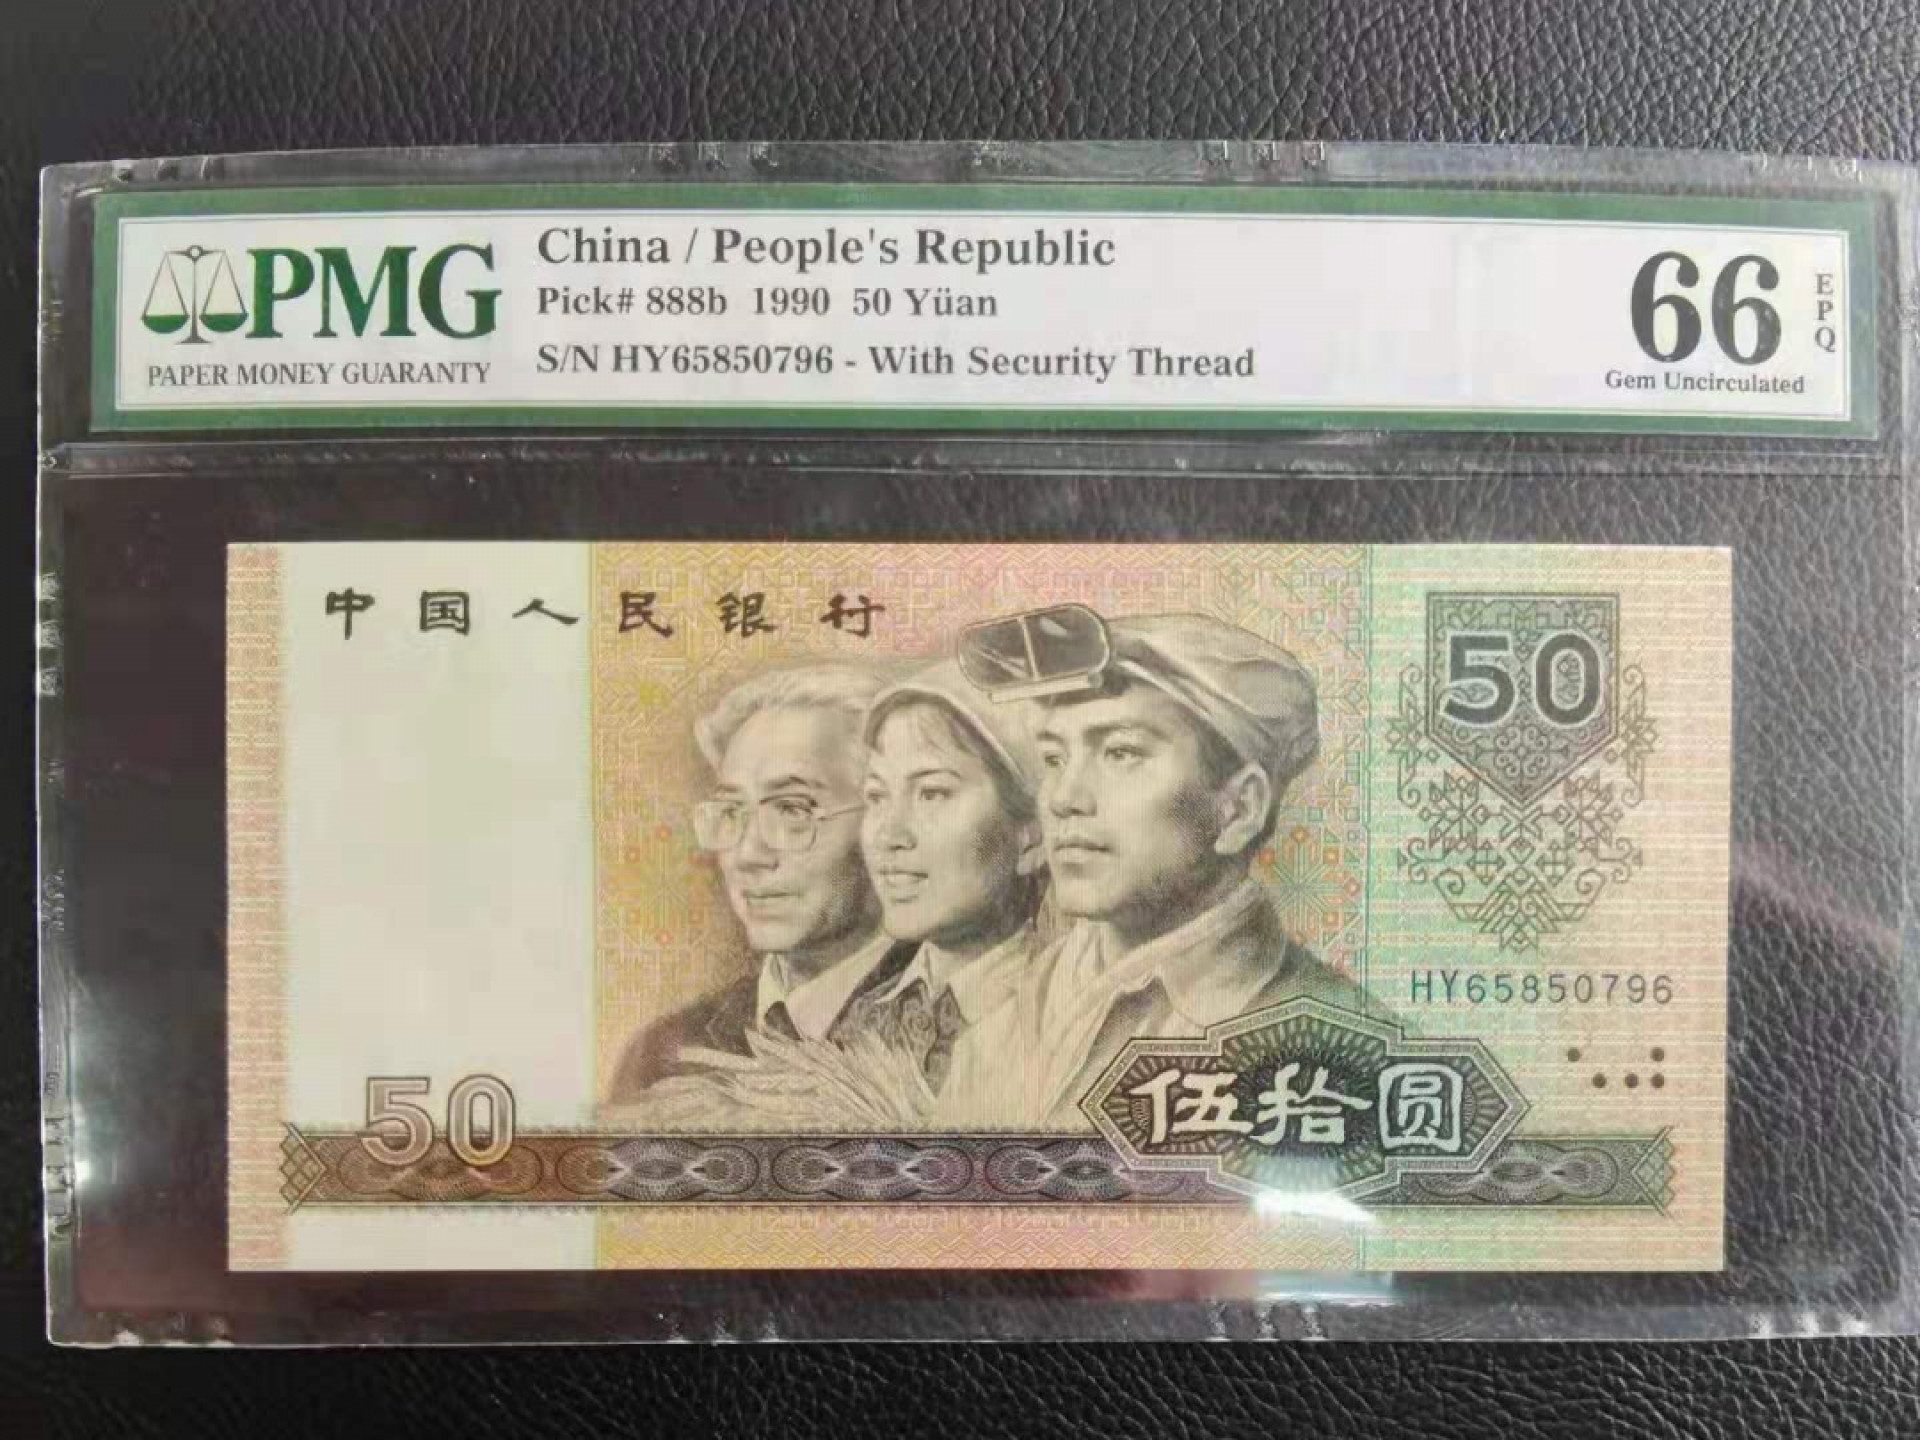 PMG
PAPER MONEY GUARANTY
China / People's Republic
Pick# 888b 1990 50 Yüan
S/N HY65850796 - With Security Thread
66
EPQ
Gem Uncirculated
中国人民银行
50
HY65850796
50
伍拾圆